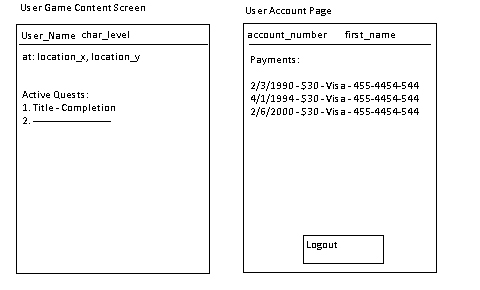 User Game Content Screen
User_Name char_level
at: location_x, location_y
Active Quests:
1. Title - Completion
2.
User Account Page
account_number first_name
Payments:
2/3/1990 - $30 - Visa - 455-4454-544
4/1/1994 - $30 - Visa - 455-4454-544
2/6/2000 - $30 - Visa - 455-4454-544
Logout